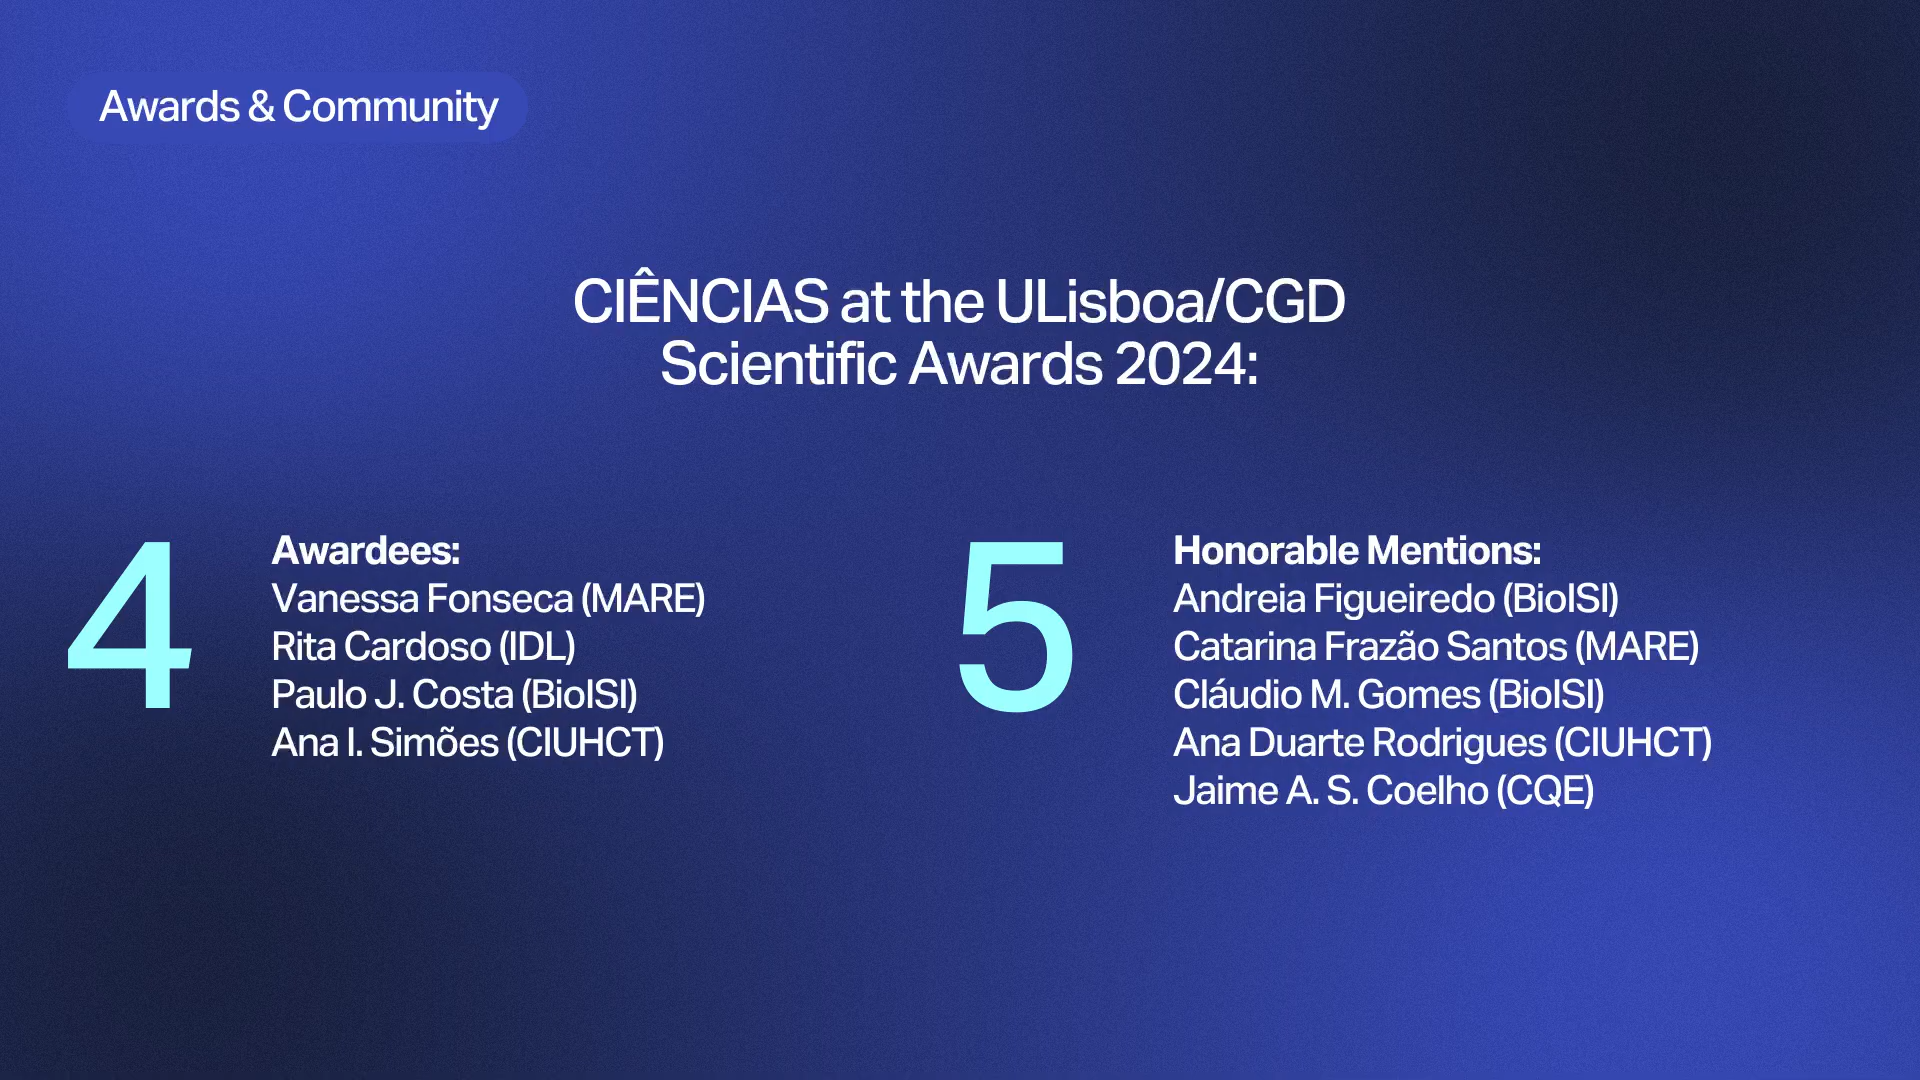 Awards & Community
CIÊNCIAS at the ULisboa/CGD
Scientific Awards 2024:
4
Awardees:
Vanessa Fonseca (MARE)
Rita Cardoso (IDL)
Paulo J. Costa (BioISI)
Ana I. Simões (CIUHCT)
5
Honorable Mentions:
Andreia Figueiredo (BioISI)
Catarina Frazão Santos (MARE)
Cláudio M. Gomes (BioISI)
Ana Duarte Rodrigues (CIUHCT)
Jaime A. S. Coelho (CQE)